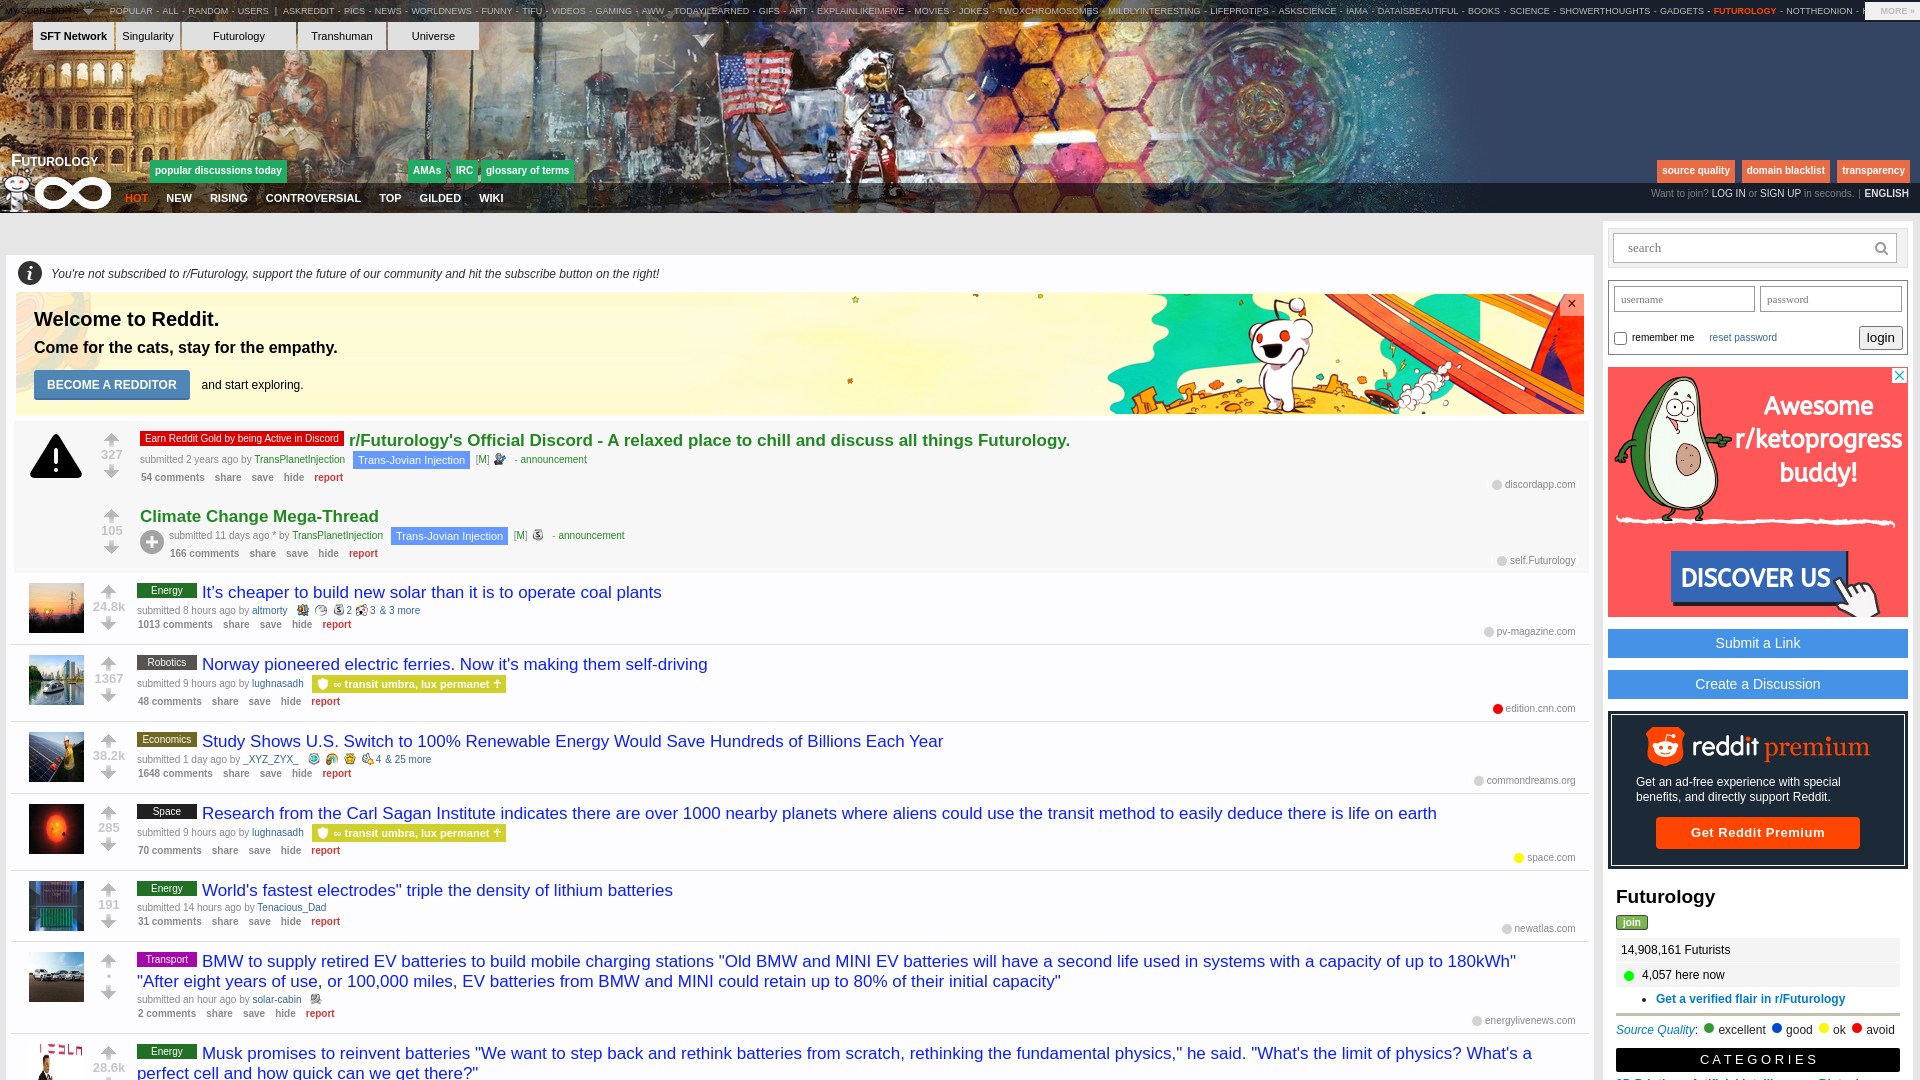 MY SUBREDDITS POPULAR - ALL - RANDOM - USERS | ASKREDDIT - PICS - NEWS - WORLDNEWS - FUNNY - TIFU - VIDEOS - GAMING - AWW - TODAYILEARNED - GIFS - ART - EXPLAINLIKEIMFIVE - MOVIES - JOKES - TWOXCHROMOSOMES - MILDLYINTERESTING - LIFEPROTIPS - ASKSCIENCE - IAMA - DATAISBEAUTIFUL - BOOKS - SCIENCE - SHOWERTHOUGHTS - GADGETS - FUTUROLOGY - NOTTHEONION - MORE »
SFT Network Singularity Futurology Transhuman Universe
FUTUROLOGY
popular discussions today AMAs IRC glossary of terms source quality domain blacklist transparency
HOT NEW RISING CONTROVERSIAL TOP GILDED WIKI
Want to join? LOG IN or SIGN UP in seconds. | ENGLISH
You're not subscribed to r/Futurology, support the future of our community and hit the subscribe button on the right!
Welcome to Reddit.
Come for the cats, stay for the empathy.
BECOME A REDDITOR and start exploring.
×
327
Earn Reddit Gold by being Active in Discord r/Futurology's Official Discord - A relaxed place to chill and discuss all things Futurology.
submitted 2 years ago by TransPlanetInjection Trans-Jovian Injection [M] - announcement
54 comments share save hide report
discordapp.com
105
Climate Change Mega-Thread
submitted 11 days ago * by TransPlanetInjection Trans-Jovian Injection [M] - announcement
166 comments share save hide report
self.Futurology
24.8k
Energy It's cheaper to build new solar than it is to operate coal plants
submitted 8 hours ago by altmorty 2 3 & 3 more
1013 comments share save hide report
pv-magazine.com
1367
Robotics Norway pioneered electric ferries. Now it's making them self-driving
submitted 9 hours ago by lughnasadh ∞ transit umbra, lux permanet ☥
48 comments share save hide report
edition.cnn.com
38.2k
Economics Study Shows U.S. Switch to 100% Renewable Energy Would Save Hundreds of Billions Each Year
submitted 1 day ago by _XYZ_ZYX_ 4 & 25 more
1648 comments share save hide report
commondreams.org
285
Space Research from the Carl Sagan Institute indicates there are over 1000 nearby planets where aliens could use the transit method to easily deduce there is life on earth
submitted 9 hours ago by lughnasadh ∞ transit umbra, lux permanet ☥
70 comments share save hide report
space.com
191
Energy World's fastest electrodes" triple the density of lithium batteries
submitted 14 hours ago by Tenacious_Dad
31 comments share save hide report
newatlas.com
•
Transport BMW to supply retired EV batteries to build mobile charging stations "Old BMW and MINI EV batteries will have a second life used in systems with a capacity of up to 180kWh"
"After eight years of use, or 100,000 miles, EV batteries from BMW and MINI could retain up to 80% of their initial capacity"
submitted an hour ago by solar-cabin
2 comments share save hide report
energylivenews.com
28.6k
Energy Musk promises to reinvent batteries "We want to step back and rethink batteries from scratch, rethinking the fundamental physics," he said. "What's the limit of physics? What's a
perfect cell and how quick can we get there?"
search
username password
remember me reset password login
Awesome
r/ketoprogress
buddy!
DISCOVER US
Submit a Link
Create a Discussion
reddit premium
Get an ad-free experience with special
benefits, and directly support Reddit.
Get Reddit Premium
Futurology
join
14,908,161 Futurists
4,057 here now
• Get a verified flair in r/Futurology
Source Quality: excellent good ok avoid
CATEGORIES